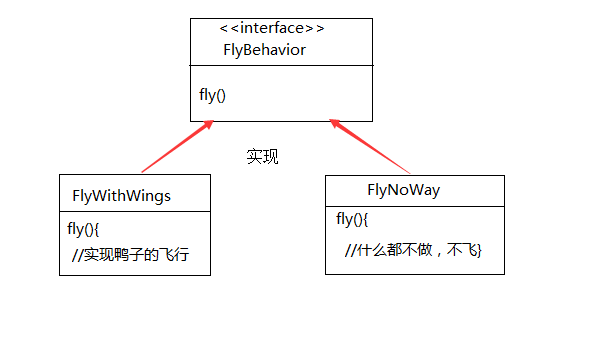 <<interface>>
FlyBehavior
fly()
实现
FlyWithWings
fly(){
//实现鸭子的飞行
FlyNoWay
fly(){
//什么都不做，不飞}